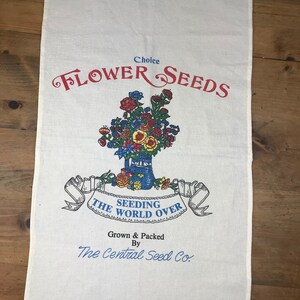 Choice
FLOWER SEEDS
SEEDING
THE WORLD OVER
Grown & Packed
By
The Central Seed Co.